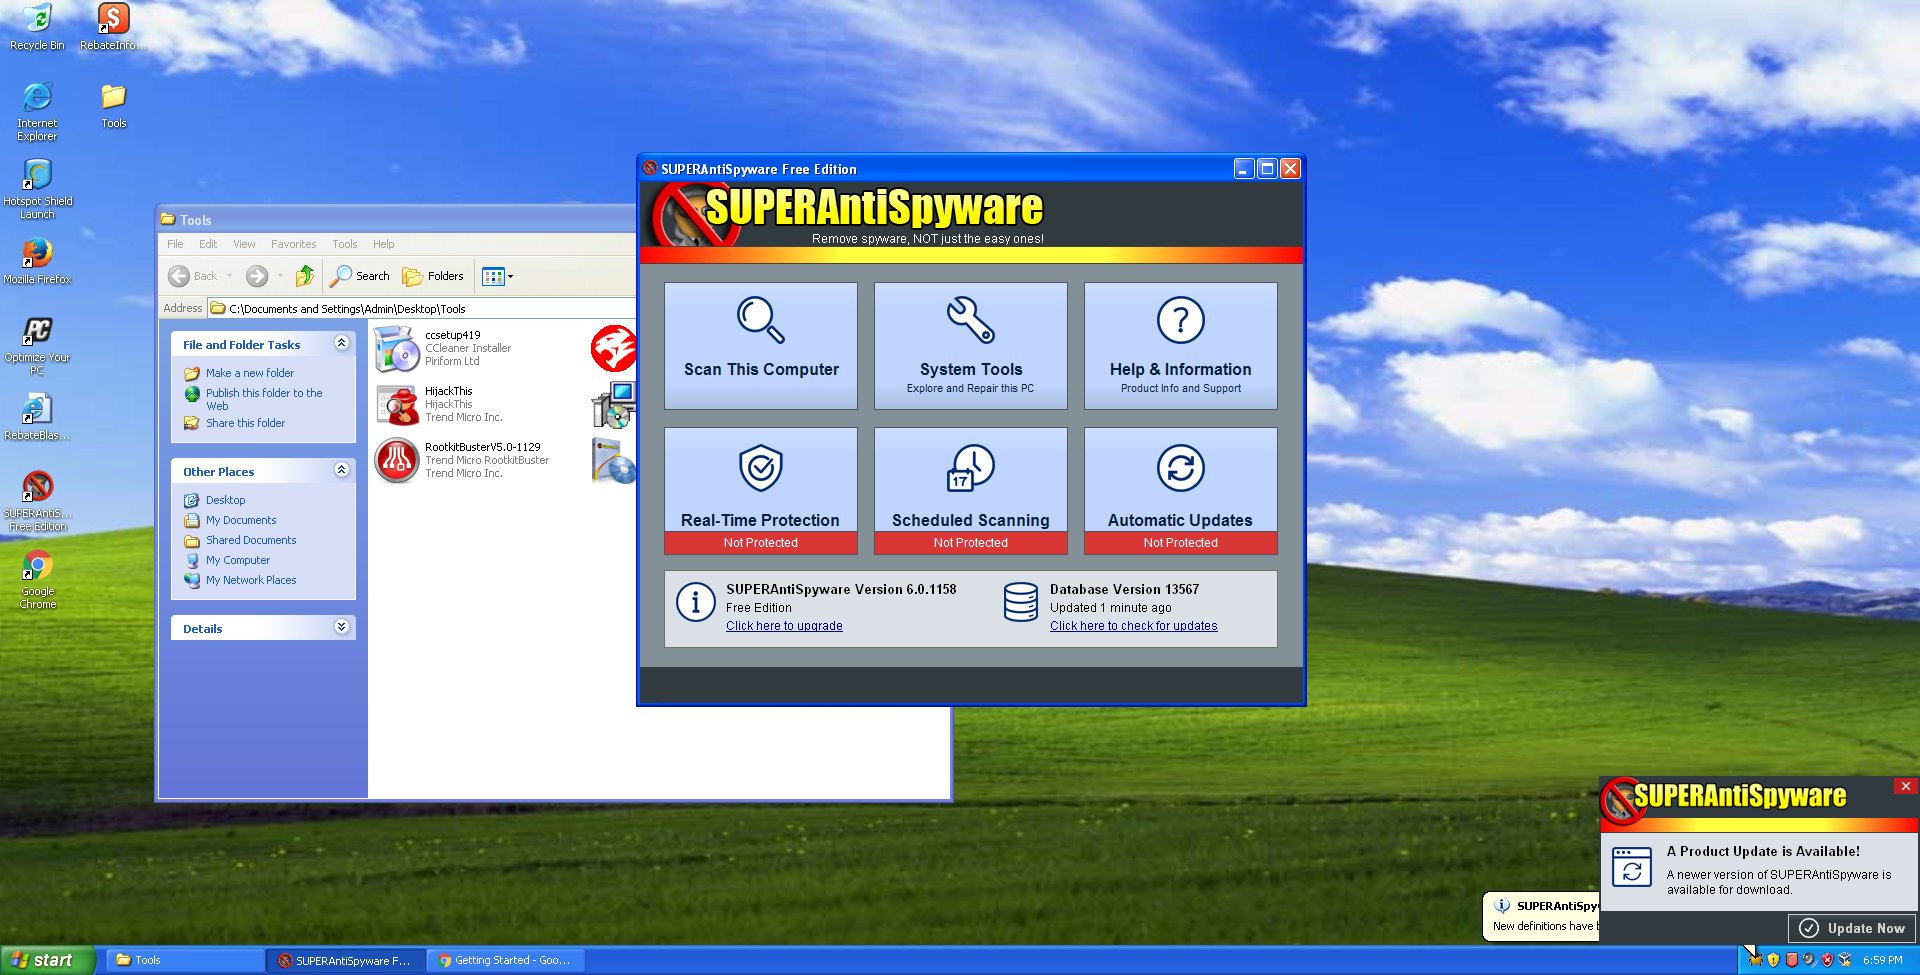 Recycle Bin
RebateInfo...
Internet
Explorer
Tools
Hotspot Shield
Launch
Mozilla Firefox
PC
Optimize Your
PC
RebateBlas...
SUPERAntiS...
Free Edition
Google
Chrome
Tools
File Edit View Favorites Tools Help
Back Search Folders
Address C:\Documents and Settings\Admin\Desktop\Tools
File and Folder Tasks
Make a new folder
Publish this folder to the
Web
Share this folder
Other Places
Desktop
My Documents
Shared Documents
My Computer
My Network Places
Details
ccsetup419
CCleaner Installer
Piriform Ltd
HijackThis
HijackThis
Trend Micro Inc.
RootkitBusterV5.0-1129
Trend Micro RootkitBuster
Trend Micro Inc.
SUPERAntiSpyware Free Edition
SUPERAntiSpyware
Remove spyware, NOT just the easy ones!
Scan This Computer
System Tools
Explore and Repair this PC
Help & Information
Product Info and Support
Real-Time Protection
Not Protected
17
Scheduled Scanning
Not Protected
Automatic Updates
Not Protected
SUPERAntiSpyware Version 6.0.1158
Free Edition
Click here to upgrade
Database Version 13567
Updated 1 minute ago
Click here to check for updates
SUPERAntiSpyware
A Product Update is Available!
A newer version of SUPERAntiSpyware is
available for download.
Update Now
SUPERAntiSpy
New definitions have
start
Tools
SUPERAntiSpyware F...
Getting Started - Goo...
6:59 PM